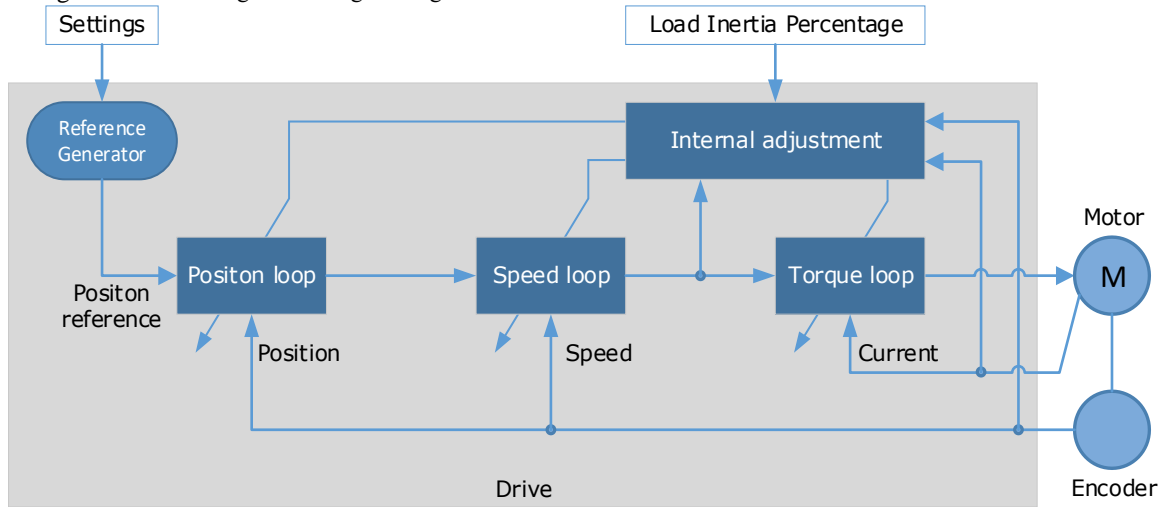 Settings
Load Inertia Percentage
Reference
Generator
Internal adjustment
Motor
Positon loop
Speed loop
Torque loop
M
Positon
reference
Position
Speed
Current
Drive
Encoder